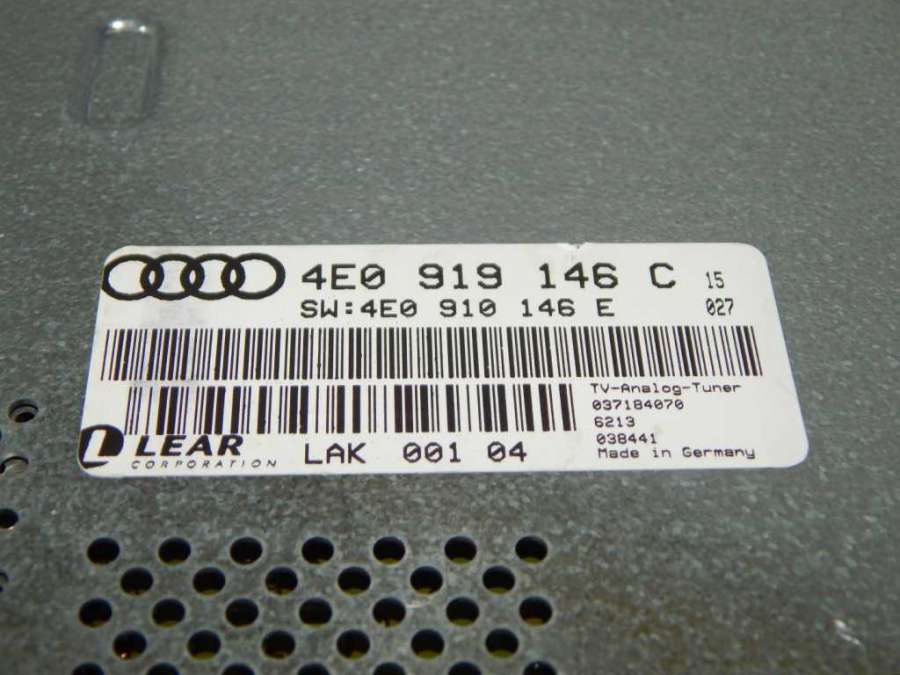 4E0 919 146 C 15
SW:4E0 910 146 E 027
TV-Analog-Tuner
037184070
6213
038441
Made in Germany
L LEAR
CORPORATION
LAK 001 04